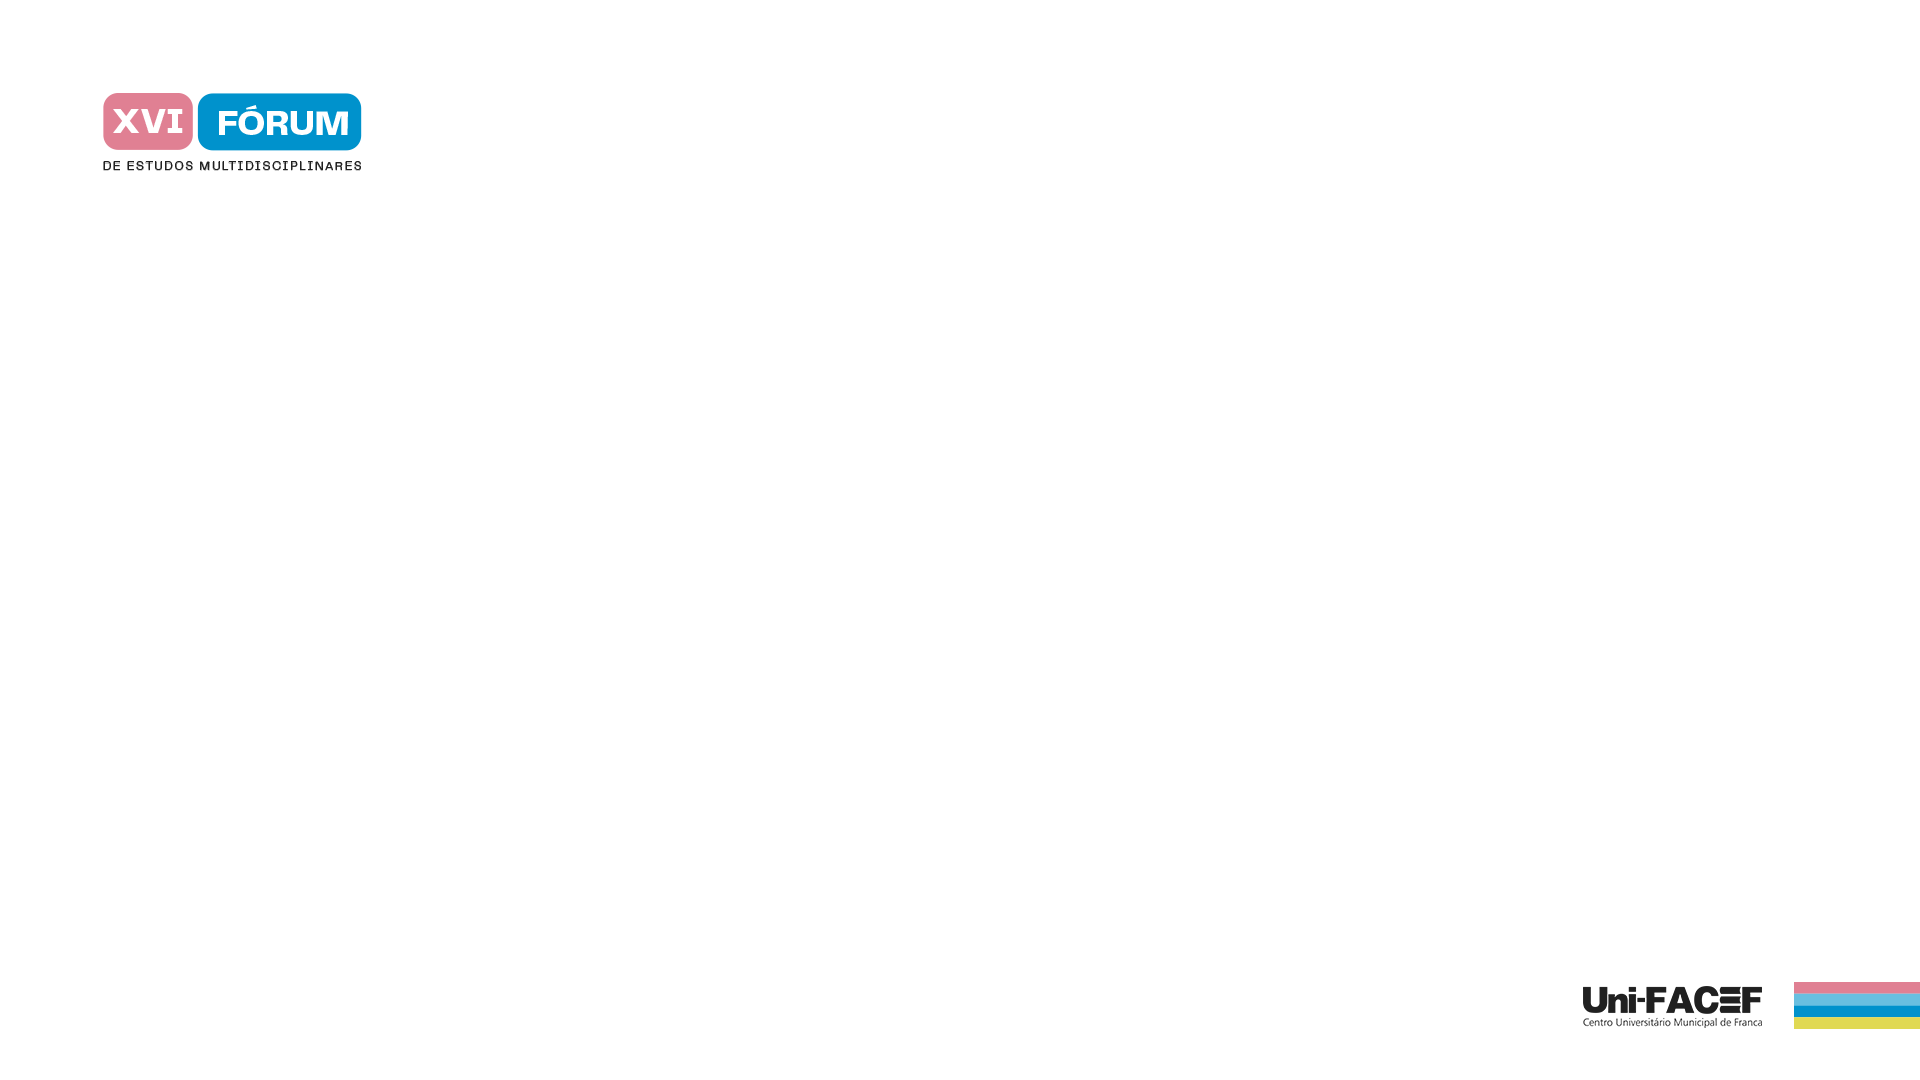 XVI FÓRUM
DE ESTUDOS MULTIDISCIPLINARES
Uni-FACEF
Centro Universitário Municipal de Franca